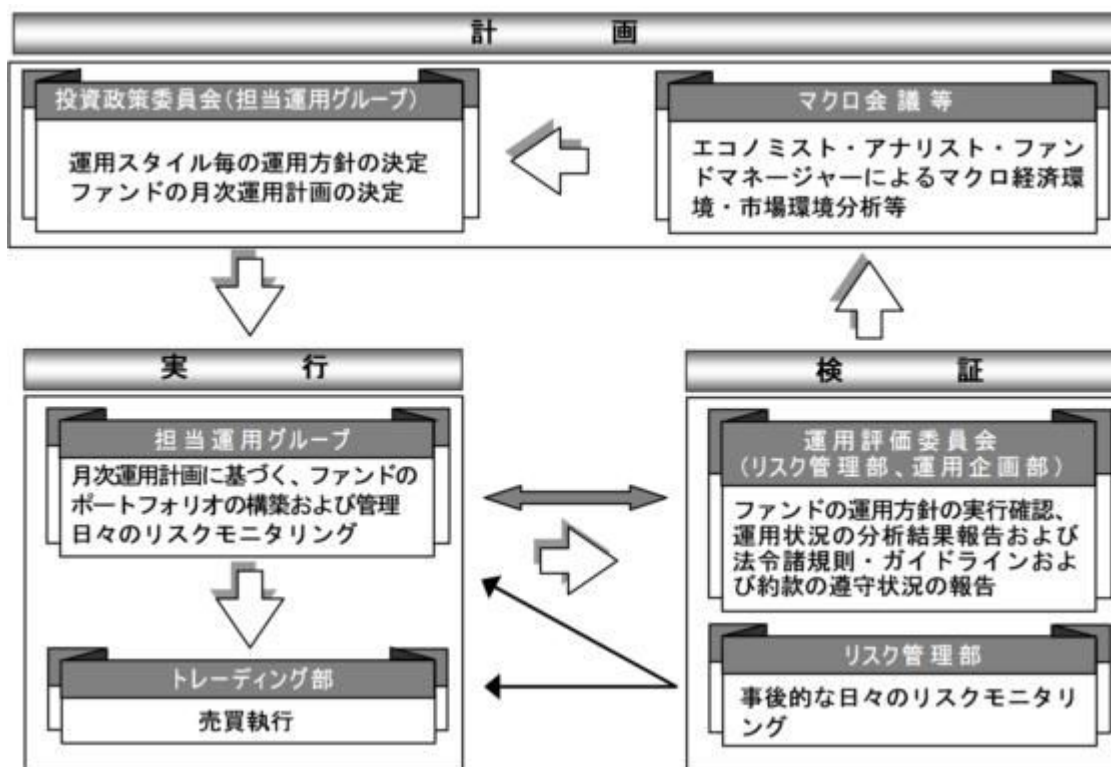 計 画
投資政策委員会(担当運用グループ)
運用スタイル毎の運用方針の決定
ファンドの月次運用計画の決定
マクロ会議等
エコノミスト・アナリスト・ファン
ドマネージャーによるマクロ経済環
境・市場環境分析等
実 行
担当運用グループ
月次運用計画に基づく、ファンドの
ポートフォリオの構築および管理
日々のリスクモニタリング
トレーディング部
売買執行
検 証
運用評価委員会
(リスク管理部、運用企画部)
ファンドの運用方針の実行確認、
運用状況の分析結果報告および
法令諸規則・ガイドラインおよ
び約款の遵守状況の報告
リスク管理部
事後的な日々のリスクモニタリ
ング